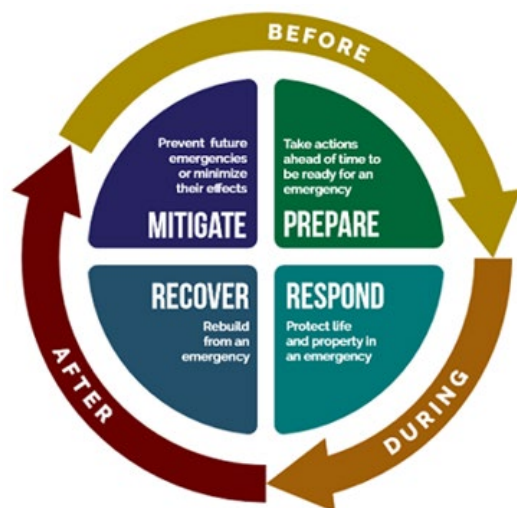 BEFORE
Prevent future
emergencies
or minimize
their effects
MITIGATE
Take actions
ahead of time to
be ready for an
emergency
PREPARE
RECOVER
Rebuild
from an
emergency
RESPOND
Protect life
and property in
an emergency
AFTER
DURING